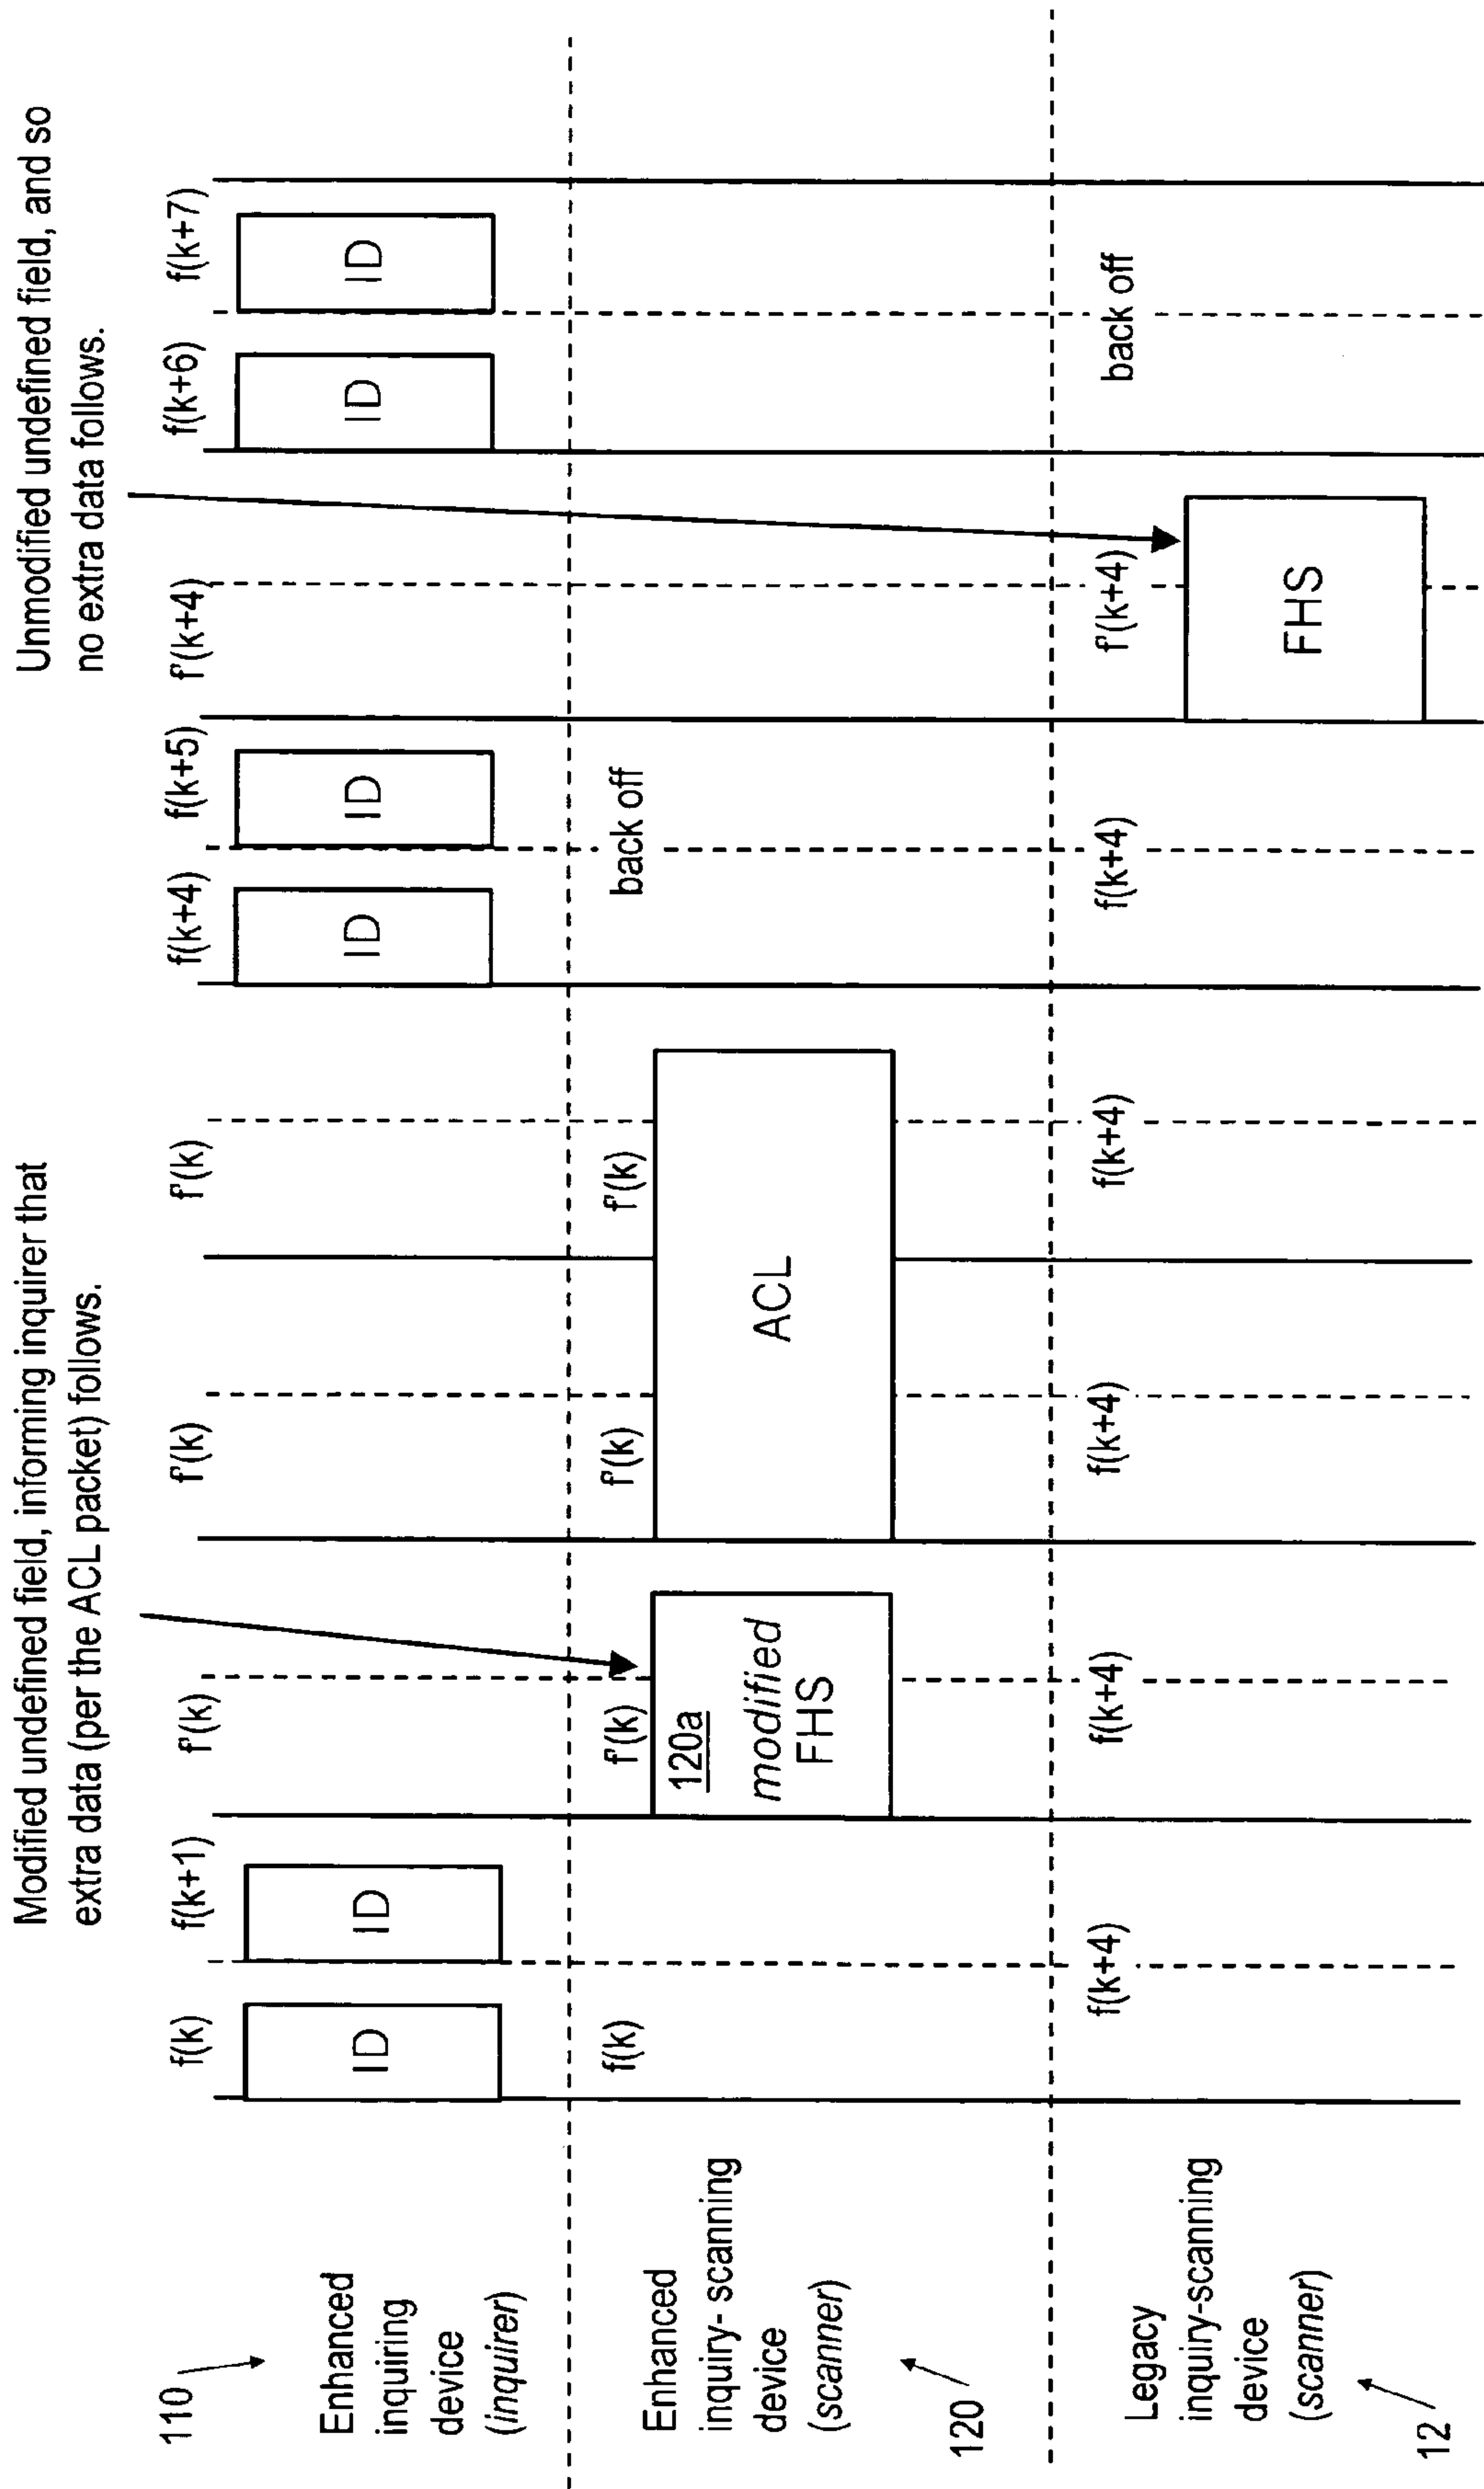 Modified undefined field, informing inquirer that
extra data (per the ACL packet) follows.
Unmodified undefined field, and so
no extra data follows.
110
Enhanced
inquiring
device
(inquirer)
f(k)
f(k+1)
f'(k)
f'(k)
f'(k)
f(k+4)
f(k+5)
f'(k+4)
f(k+6)
f(k+7)
ID
ID
ID
ID
ID
ID
Enhanced
inquiry- scanning
device
(scanner)
120
f(k)
f'(k)
f'(k)
f'(k)
back off
120a
modified
FHS
ACL
Legacy
inquiry-scanning
device
(scanner)
12
f(k+4)
f(k+4)
f(k+4)
f(k+4)
f(k+4)
f'(k+4)
back off
FHS